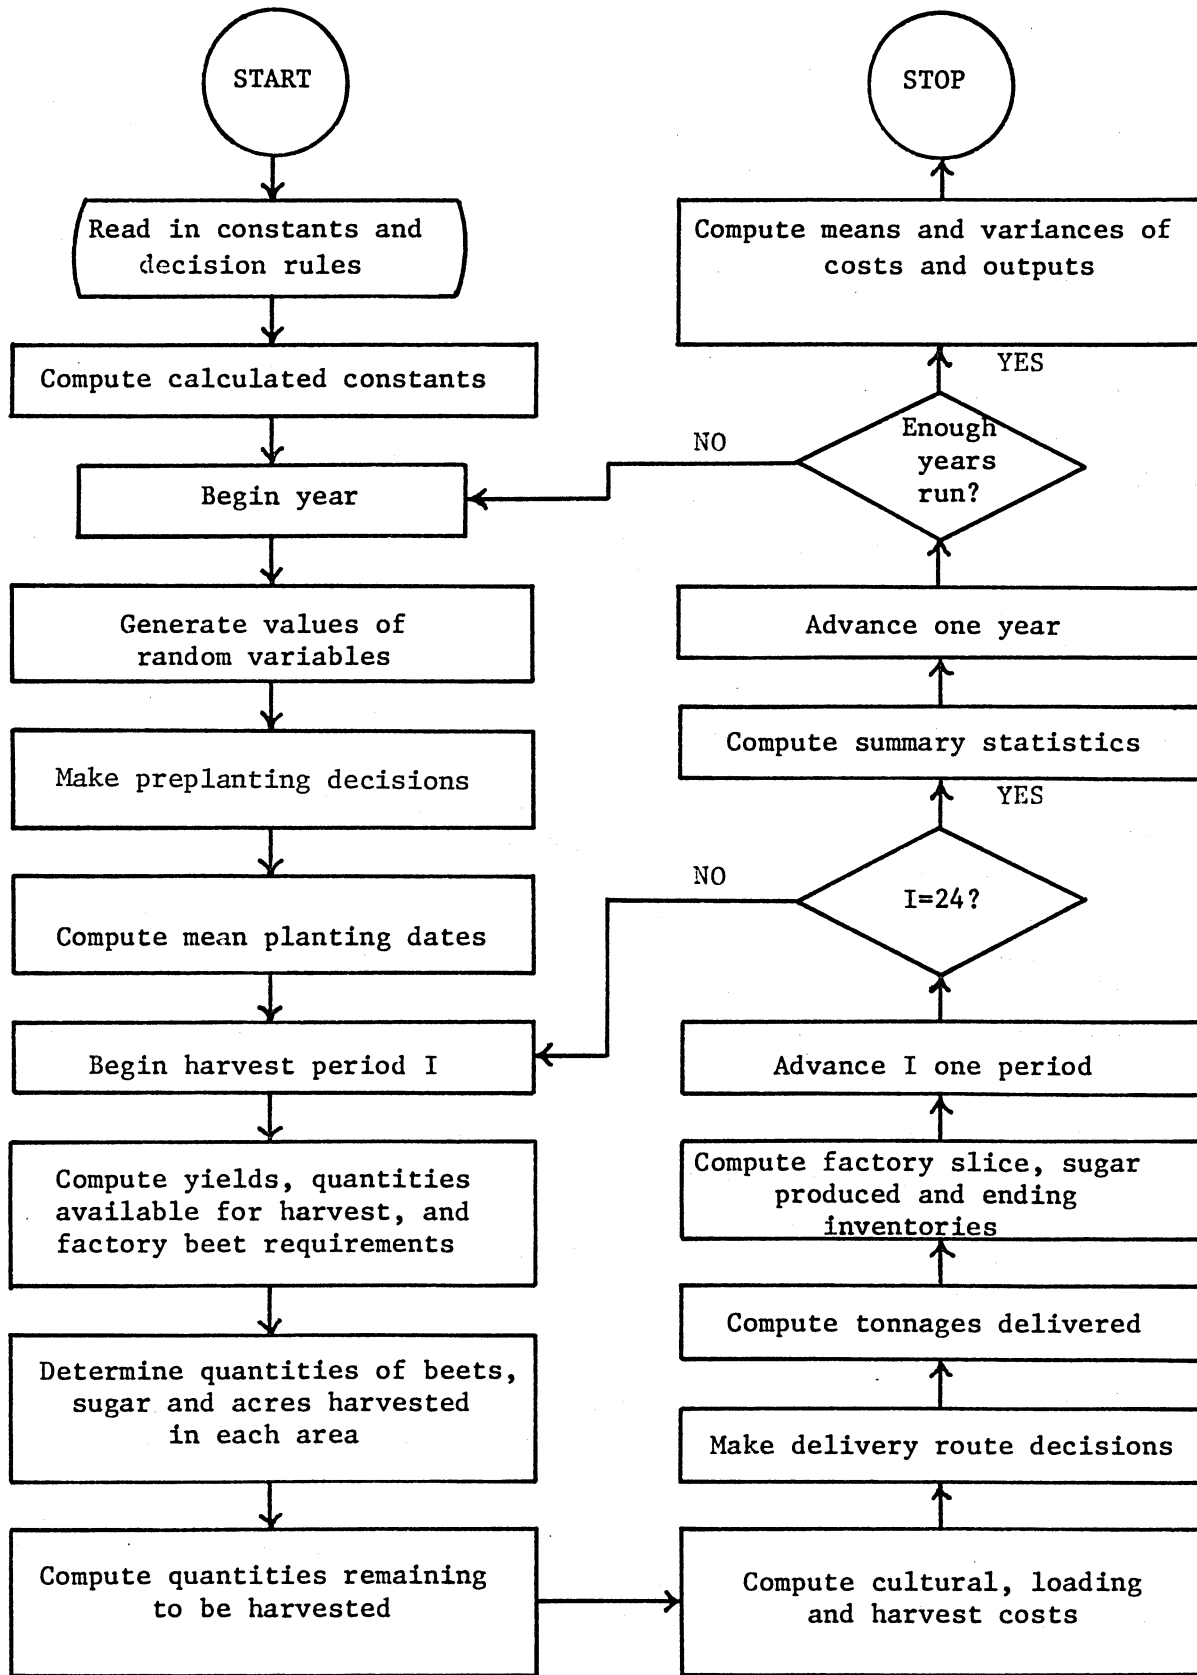 START
Read in constants and
decision rules
Compute calculated constants
Begin year
Generate values of
random variables
Make preplanting decisions
Compute mean planting dates
Begin harvest period I
Compute yields, quantities
available for harvest, and
factory beet requirements
Determine quantities of beets,
sugar and acres harvested
in each area
Compute quantities remaining
to be harvested
Compute cultural, loading
and harvest costs
Make delivery route decisions
Compute tonnages delivered
Compute factory slice, sugar
produced and ending
inventories
Advance I one period
I=24?
NO
YES
Compute summary statistics
Advance one year
Enough
years
run?
NO
YES
Compute means and variances of
costs and outputs
STOP